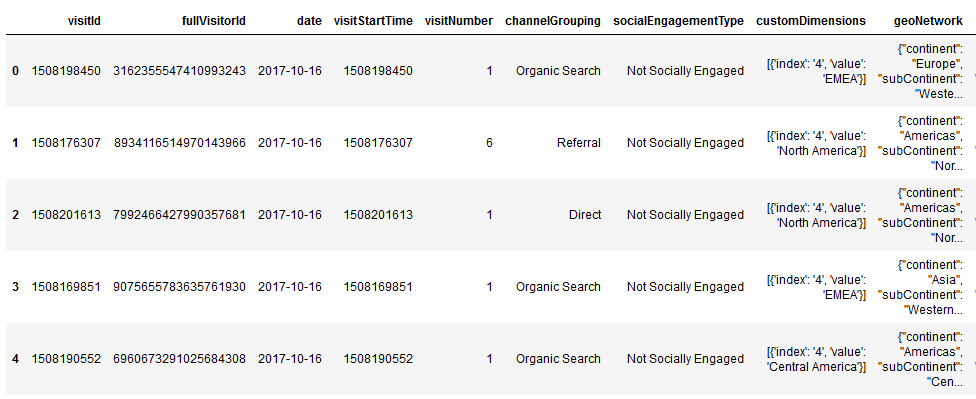 visitId fullVisitorId date visitStartTime visitNumber channelGrouping socialEngagementType customDimensions geoNetwork
0 1508198450 3162355547410993243 2017-10-16 1508198450 1 Organic Search Not Socially Engaged [{'index': '4', 'value': 'EMEA'}] {"continent": "Europe", "subContinent": "Weste...
1 1508176307 8934116514970143966 2017-10-16 1508176307 6 Referral Not Socially Engaged [{'index': '4', 'value': 'North America'}] {"continent": "Americas", "subContinent": "Nor...
2 1508201613 7992466427990357681 2017-10-16 1508201613 1 Direct Not Socially Engaged [{'index': '4', 'value': 'North America'}] {"continent": "Americas", "subContinent": "Nor...
3 1508169851 9075655783635761930 2017-10-16 1508169851 1 Organic Search Not Socially Engaged [{'index': '4', 'value': 'EMEA'}] {"continent": "Asia", "subContinent": "Western...
4 1508190552 6960673291025684308 2017-10-16 1508190552 1 Organic Search Not Socially Engaged [{'index': '4', 'value': 'Central America'}] {"continent": "Americas", "subContinent": "Cen...